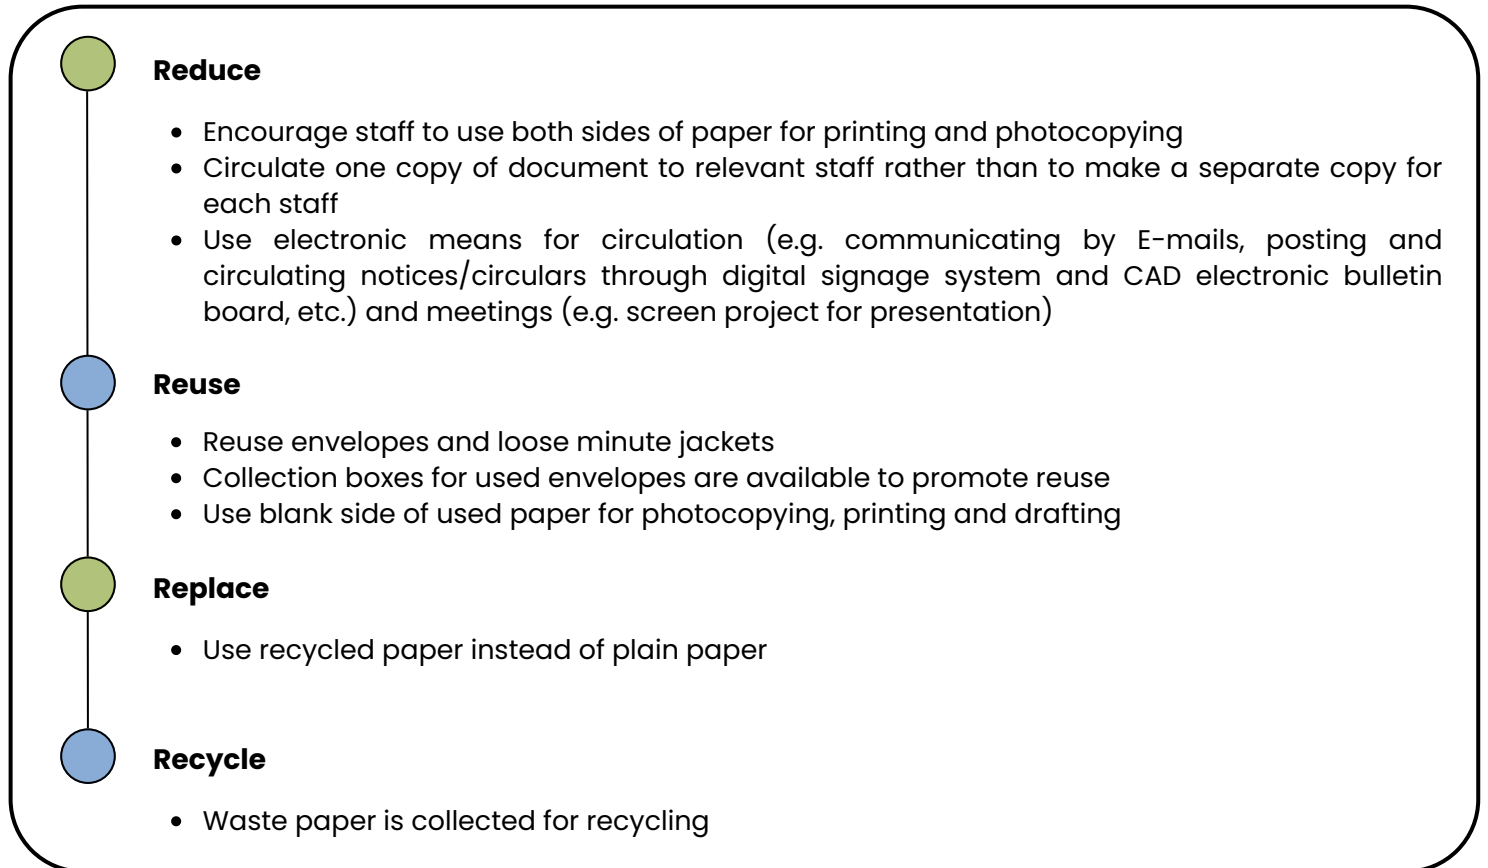 Reduce
• Encourage staff to use both sides of paper for printing and photocopying
• Circulate one copy of document to relevant staff rather than to make a separate copy for
each staff
• Use electronic means for circulation (e.g. communicating by E-mails, posting and
circulating notices/circulars through digital signage system and CAD electronic bulletin
board, etc.) and meetings (e.g. screen project for presentation)
Reuse
• Reuse envelopes and loose minute jackets
• Collection boxes for used envelopes are available to promote reuse
• Use blank side of used paper for photocopying, printing and drafting
Replace
• Use recycled paper instead of plain paper
Recycle
• Waste paper is collected for recycling